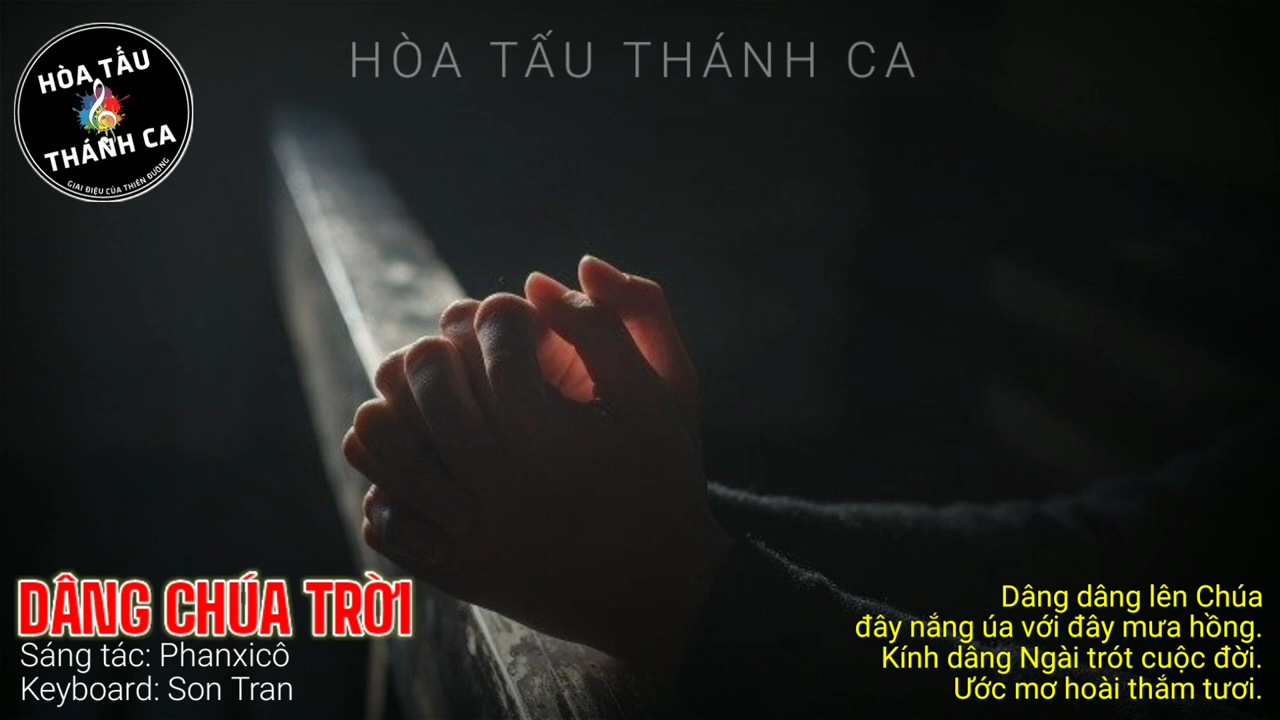 HÒA TẤU
THÁNH CA
GIAI ĐIỆU CỦA THIÊN ĐƯỜNG
HÒA TẤU THÁNH CA
DÂNG CHÚA TRỜI
Sáng tác: Phanxicô
Keyboard: Son Tran
Dâng dâng lên Chúa
đây nắng úa với đây mưa hồng.
Kính dâng Ngài trót cuộc đời.
Ước mơ hoài thắm tươi.